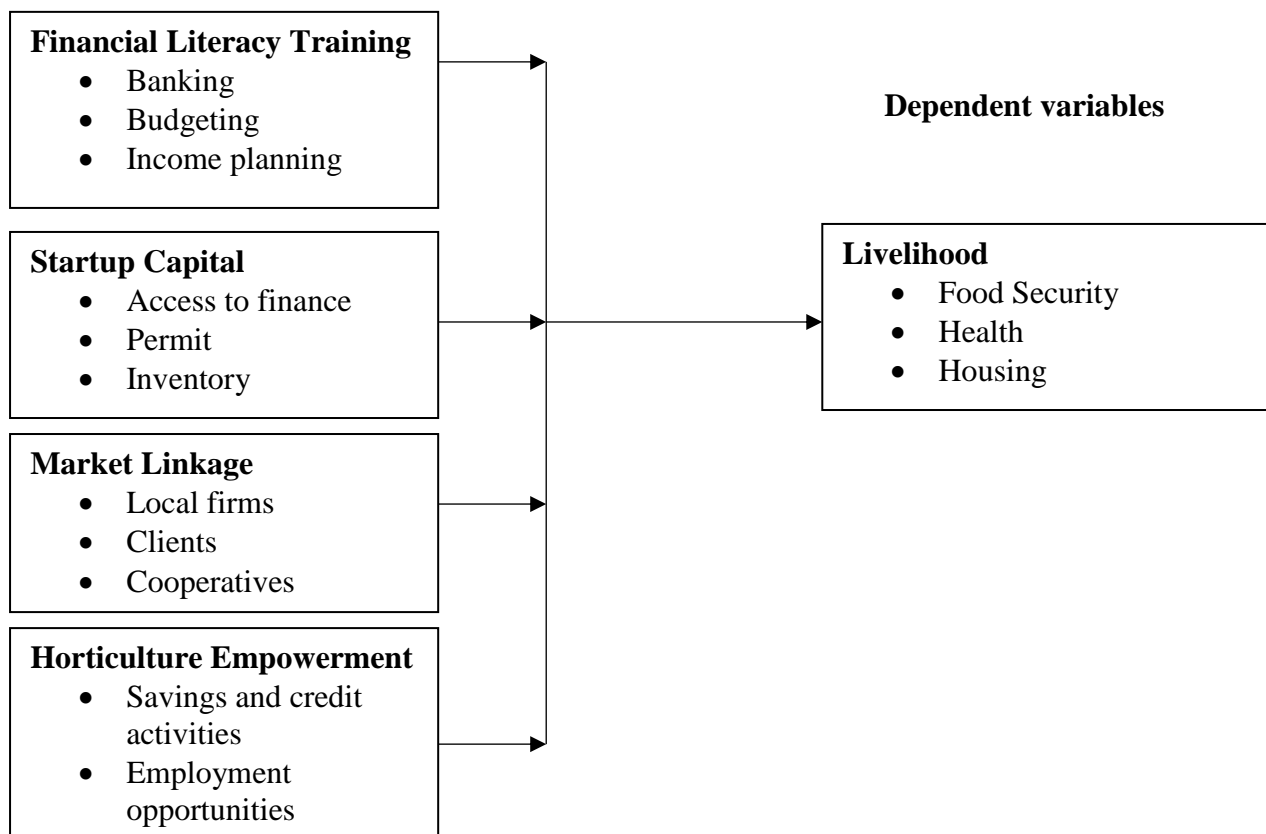 Financial Literacy Training
• Banking
• Budgeting
• Income planning
Dependent variables
Startup Capital
• Access to finance
• Permit
• Inventory
Livelihood
• Food Security
• Health
• Housing
Market Linkage
• Local firms
• Clients
• Cooperatives
Horticulture Empowerment
• Savings and credit
activities
• Employment
opportunities